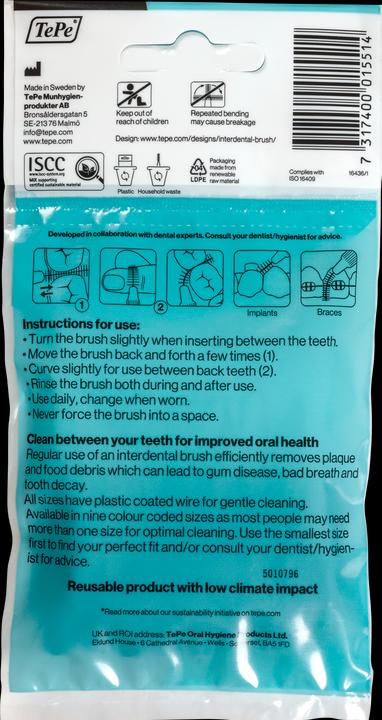 TePe
Made in Sweden by
TePe Munhygien-
produkter AB
Bronsåldersgatan 5
SE-213 76 Malmö
info@tepe.com
www.tepe.com
Keep out of
reach of children
Repeated bending
may cause breakage
Design: www.tepe.com/designs/interdental-brush/
7 317400 015514
ISCC
www.iscc-system.org
MIX supporting
certified sustainable material
Plastic Household waste
LDPE
Packaging
made from
renewable
raw material
Complies with
ISO 16409
16436/1
Developed in collaboration with dental experts. Consult your dentist/hygienist for advice.
1
2
Implants
Braces
Instructions for use:
• Turn the brush slightly when inserting between the teeth.
• Move the brush back and forth a few times (1).
• Curve slightly for use between back teeth (2).
• Rinse the brush both during and after use.
• Use daily, change when worn.
• Never force the brush into a space.
Clean between your teeth for improved oral health
Regular use of an interdental brush efficiently removes plaque
and food debris which can lead to gum disease, bad breath and
tooth decay.
All sizes have plastic coated wire for gentle cleaning.
Available in nine colour coded sizes as most people may need
more than one size for optimal cleaning. Use the smallest size
first to find your perfect fit and/or consult your dentist/hygien-
ist for advice.
5010796
Reusable product with low climate impact
*Read more about our sustainability initiative on tepe.com
UK and ROI address: TePe Oral Hygiene Products Ltd.
Eklund House • 6 Cathedral Avenue • Wells • Somerset, BA5 1FD